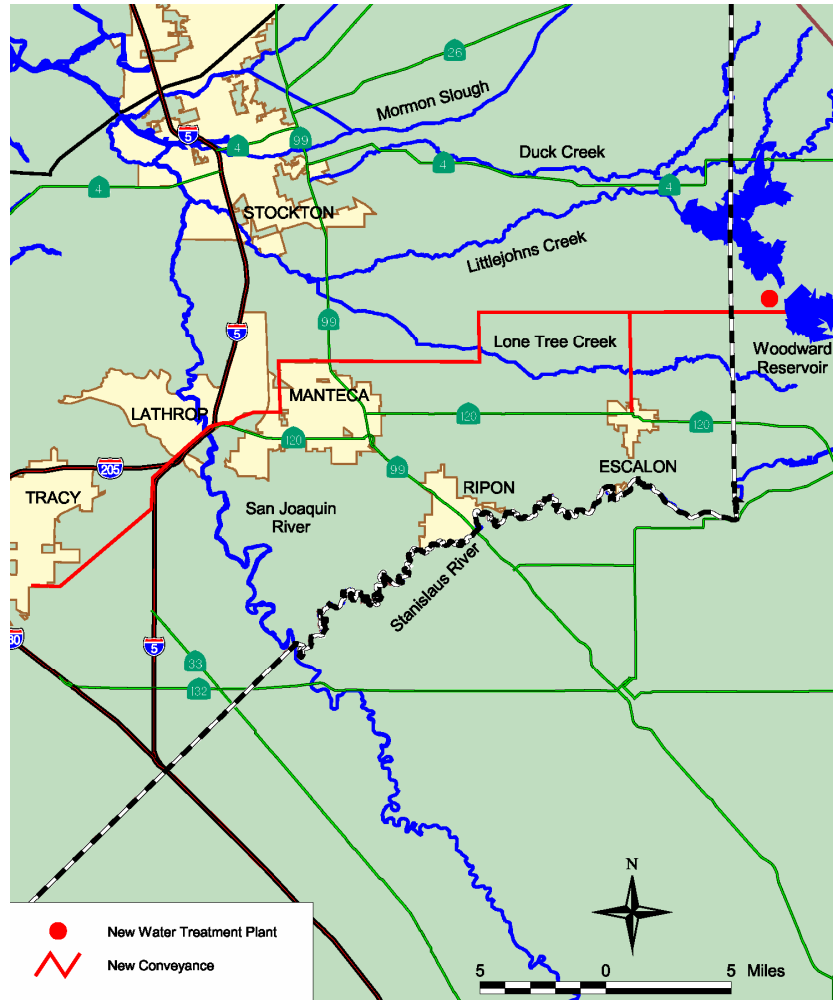 26
Mormon Slough
5
99
4
Duck Creek
4
4
4
STOCKTON
Littlejohns Creek
99
5
Lone Tree Creek
Woodward
Reservoir
MANTECA
LATHROP
120
120
120
99
205
ESCALON
RIPON
TRACY
San Joaquin
River
Stanislaus River
5
33
132
N
New Water Treatment Plant
New Conveyance
5
0
5
Miles